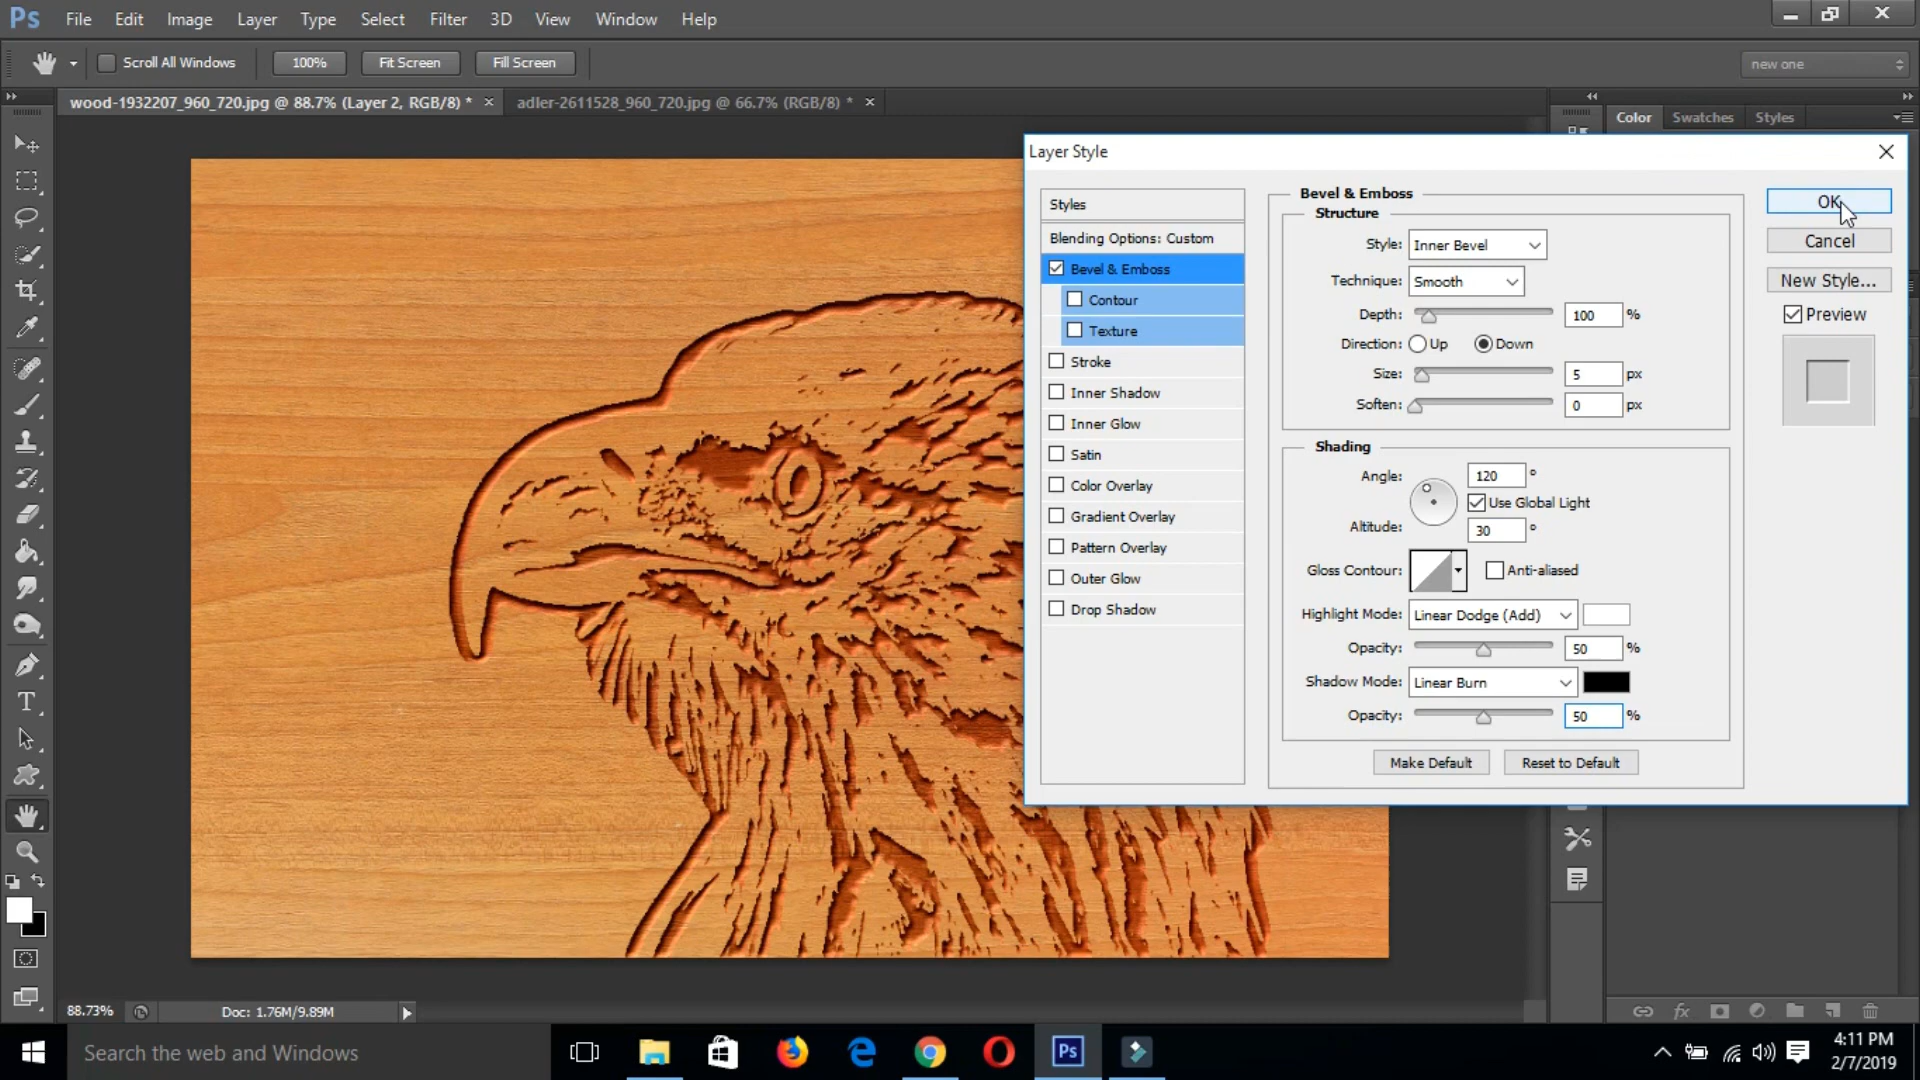 Ps File Edit Image Layer Type Select Filter 3D View Window Help
Scroll All Windows 100% Fit Screen Fill Screen new one
wood-1932207_960_720.jpg @ 88.7% (Layer 2, RGB/8) * × adler-2611528_960_720.jpg @ 66.7% (RGB/8) * ×
Color Swatches Styles
Layer Style
Styles
Blending Options: Custom
Bevel & Emboss
Contour
Texture
Stroke
Inner Shadow
Inner Glow
Satin
Color Overlay
Gradient Overlay
Pattern Overlay
Outer Glow
Drop Shadow
Bevel & Emboss
Structure
Style: Inner Bevel
Technique: Smooth
Depth: 100 %
Direction: Up Down
Size: 5 px
Soften: 0 px
Shading
Angle: 120 °
Use Global Light
Altitude: 30 °
Gloss Contour: Anti-aliased
Highlight Mode: Linear Dodge (Add)
Opacity: 50 %
Shadow Mode: Linear Burn
Opacity: 50 %
Make Default Reset to Default
OK
Cancel
New Style...
Preview
T
88.73% Doc: 1.76M/9.89M
fx
Search the web and Windows
Ps
4:11 PM
2/7/2019